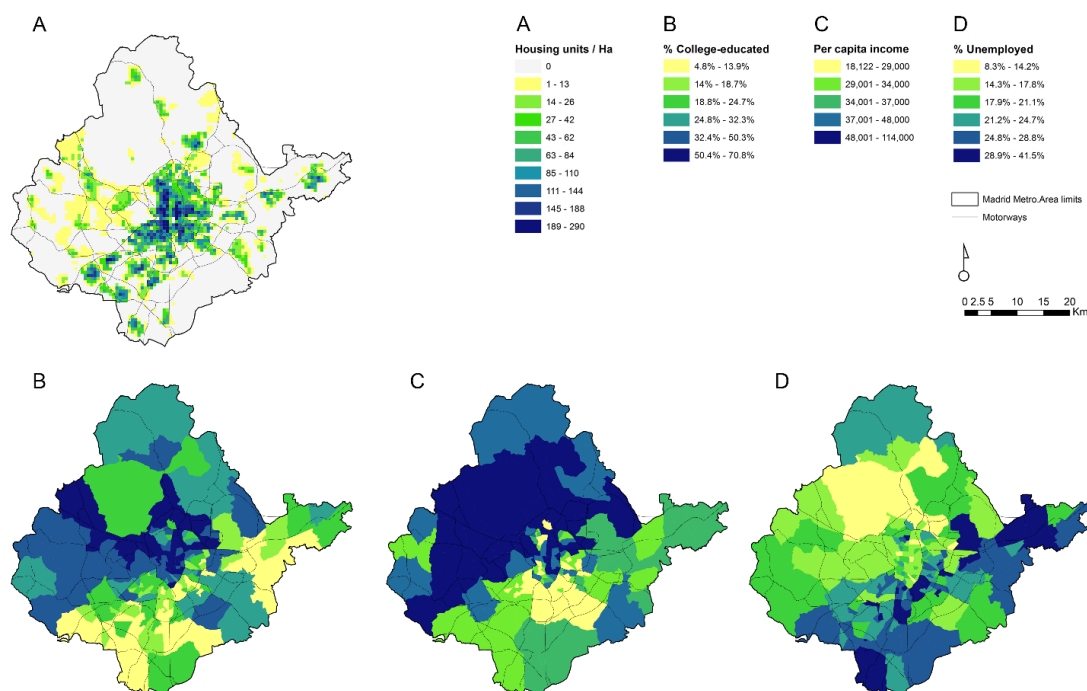 A
A
Housing units / Ha
0
1 - 13
14 - 26
27 - 42
43 - 62
63 - 84
85 - 110
111 - 144
145 - 188
189 - 290
B
% College-educated
4.8% - 13.9%
14% - 18.7%
18.8% - 24.7%
24.8% - 32.3%
32.4% - 50.3%
50.4% - 70.8%
C
Per capita income
18,122 - 29,000
29,001 - 34,000
34,001 - 37,000
37,001 - 48,000
48,001 - 114,000
D
% Unemployed
8.3% - 14.2%
14.3% - 17.8%
17.9% - 21.1%
21.2% - 24.7%
24.8% - 28.8%
28.9% - 41.5%
Madrid Metro.Area limits
Motorways
0 2.5 5 10 15 20
Km
B
C
D